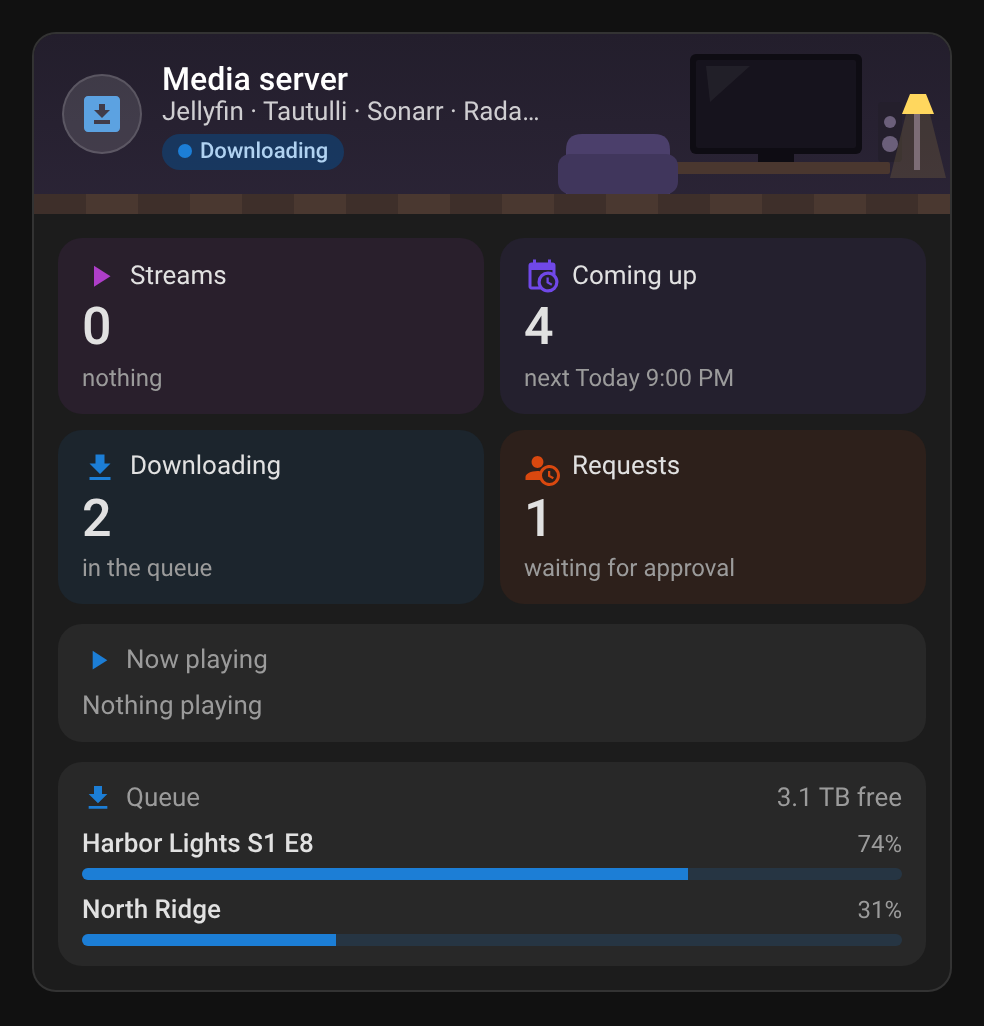 Media server
Jellyfin · Tautulli · Sonarr · Rada…
Downloading
Streams
0
nothing
Coming up
4
next Today 9:00 PM
Downloading
2
in the queue
Requests
1
waiting for approval
Now playing
Nothing playing
Queue
3.1 TB free
Harbor Lights S1 E8
74%
North Ridge
31%